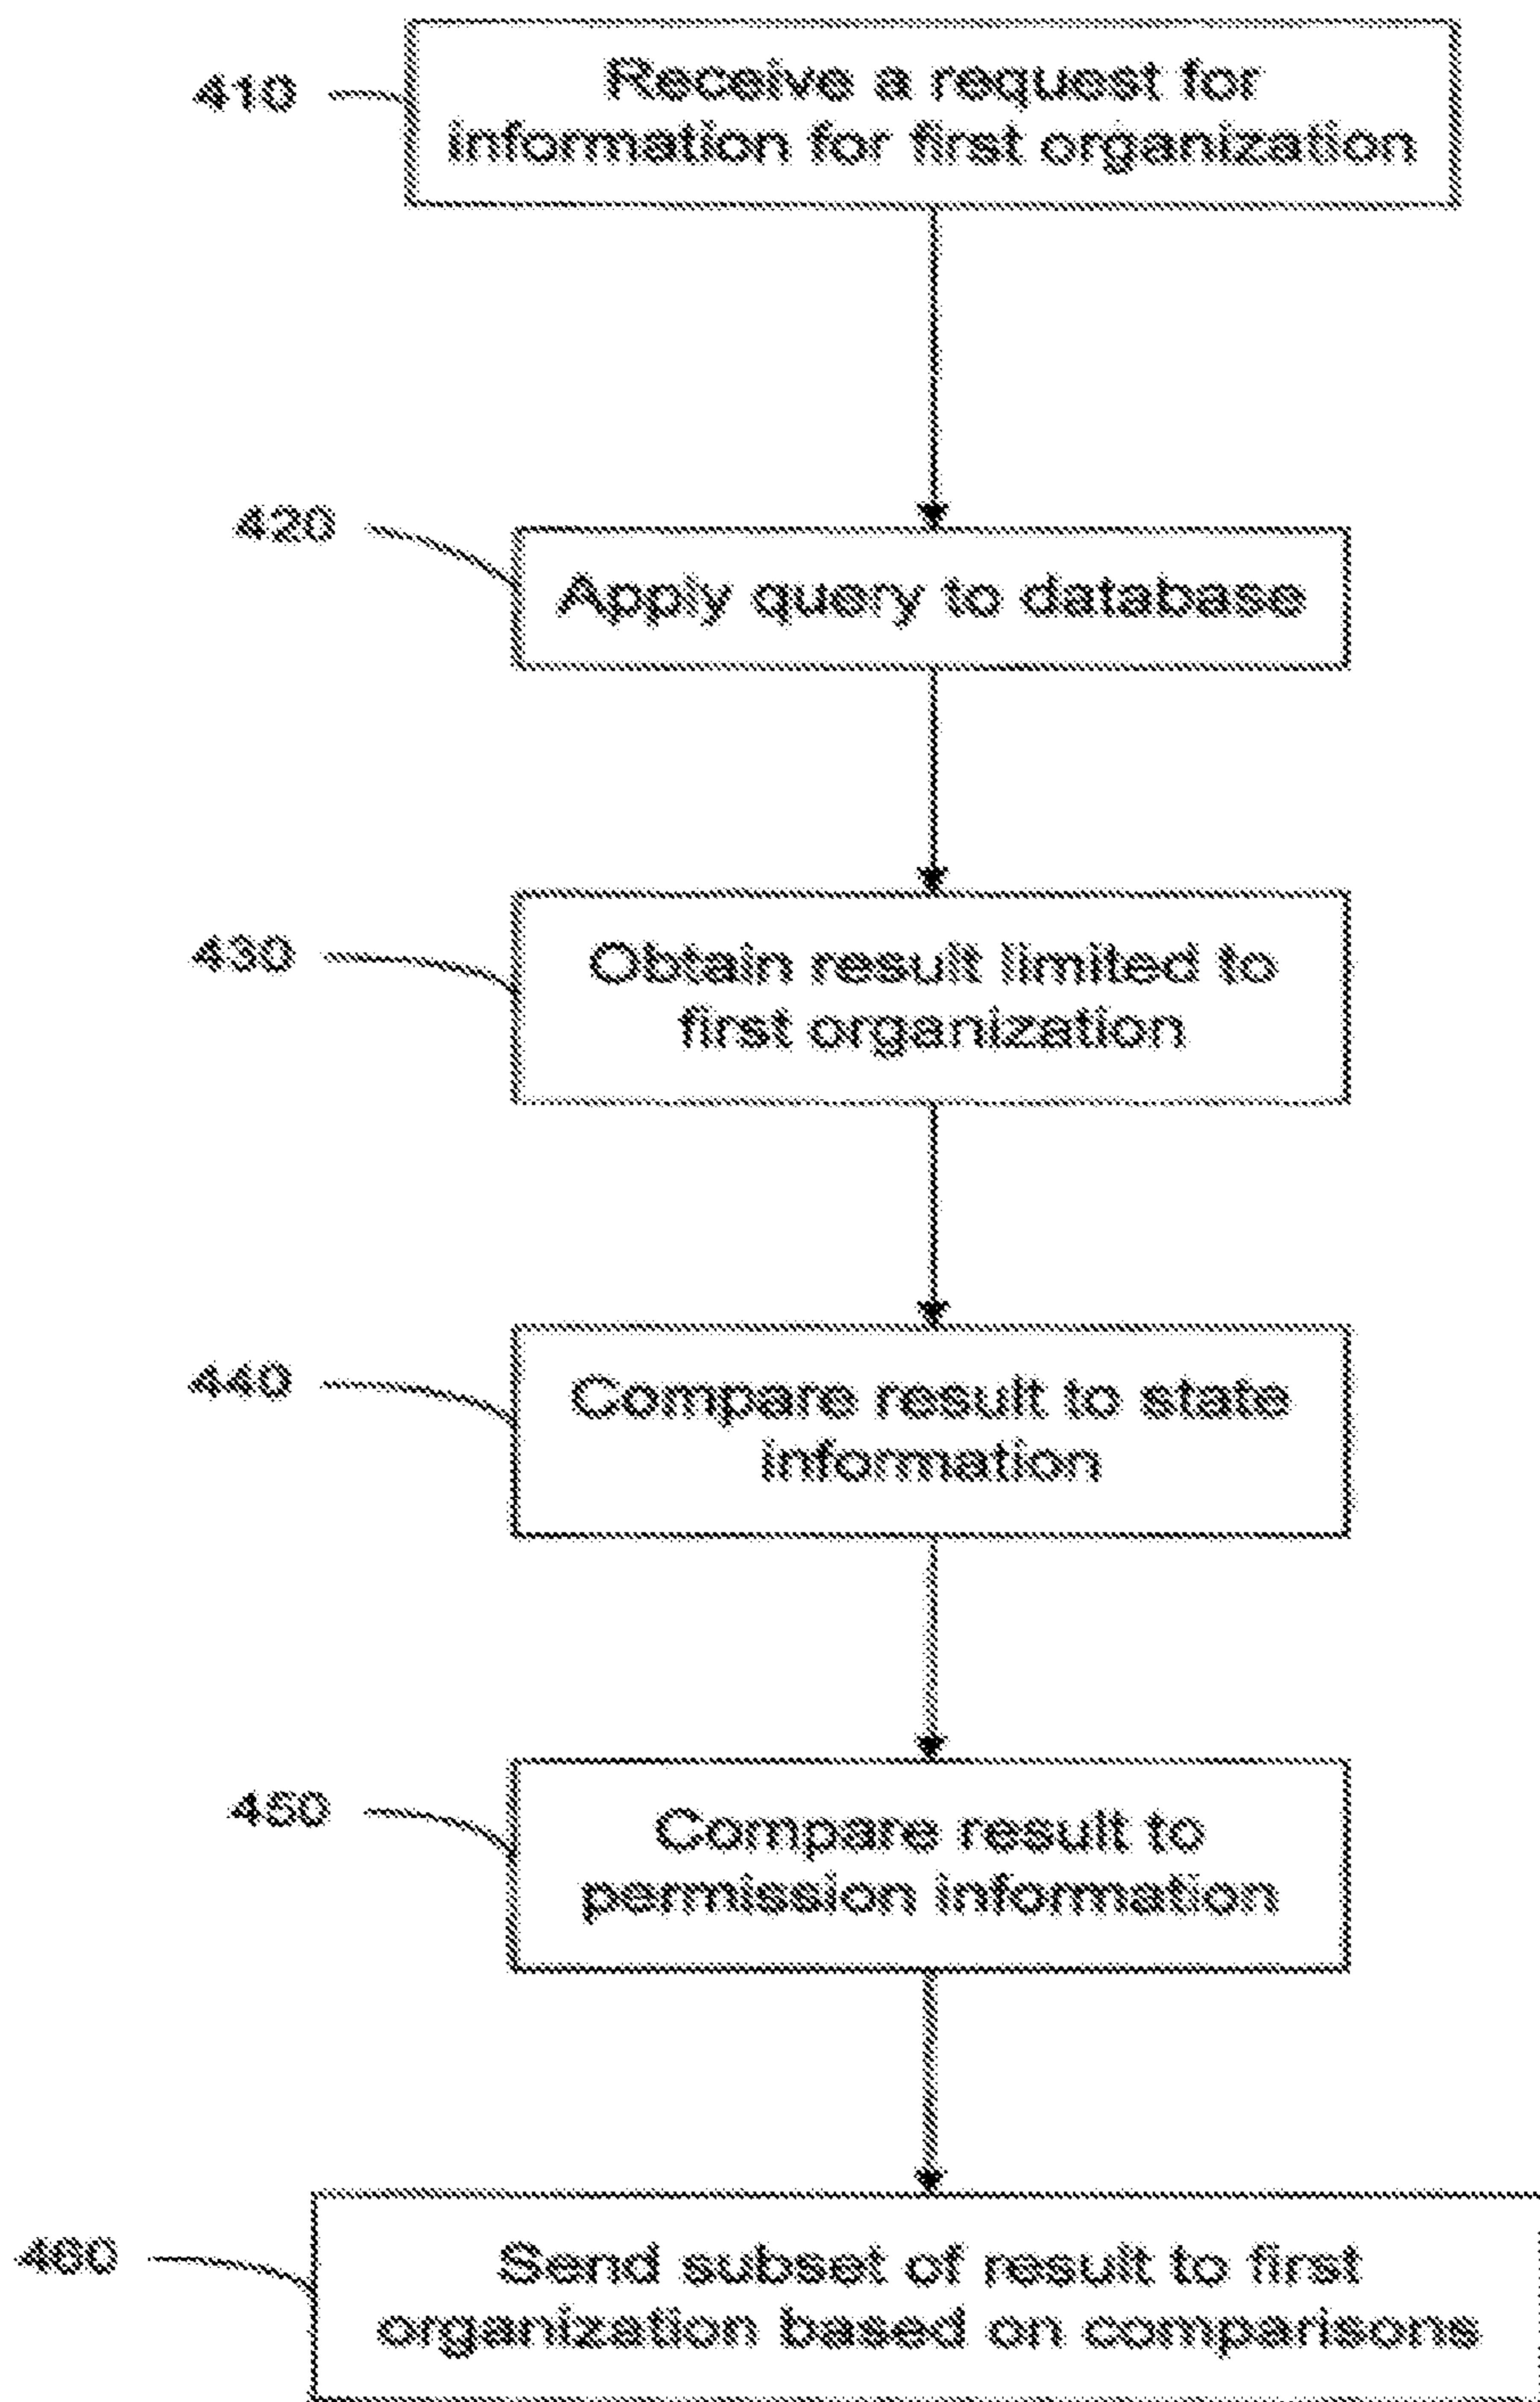 410
Receive a request for
information for first organization
420
Apply query to database
430
Obtain result limited to
first organization
440
Compare result to state
information
450
Compare result to
permission information
460
Send subset of result to first
organization based on comparisons